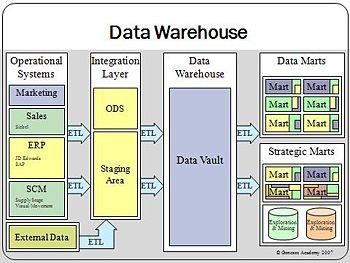 Data Warehouse
Operational
Systems
Integration
Layer
Data
Warehouse
Data Marts
Marketing
Sales
Siebel
ERP
JD Edwards
SAP
SCM
Supply Stage
Visual Movement
External Data
ETL
ETL
ETL
ODS
Staging
Area
ETL
ETL
Data Vault
ETL
ETL
Mart
Mart
Mart
Mart
Mart
Mart
Strategic Marts
Mart
Mart
Mart
Mart
Exploration
& Mining
Exploration
& Mining
© Genesee Academy 2007